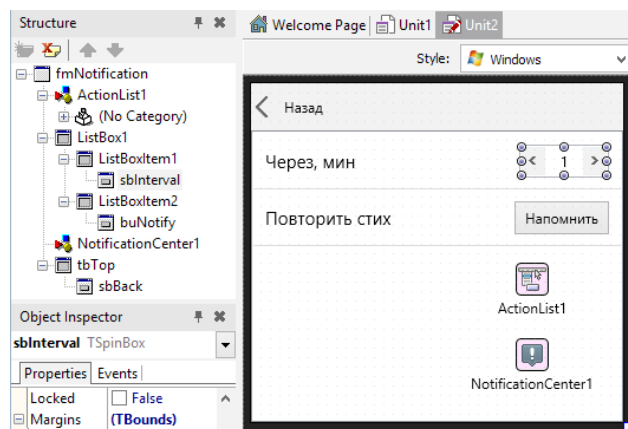 Structure
fmNotification
ActionList1
(No Category)
ListBox1
ListBoxItem1
sbInterval
ListBoxItem2
buNotify
NotificationCenter1
tbTop
sbBack
Object Inspector
sbInterval TSpinBox
Properties Events
Locked False
Margins (TBounds)
Welcome Page Unit1 Unit2
Style: Windows
Назад
Через, мин < 1 >
Повторить стих Напомнить
ActionList1
NotificationCenter1